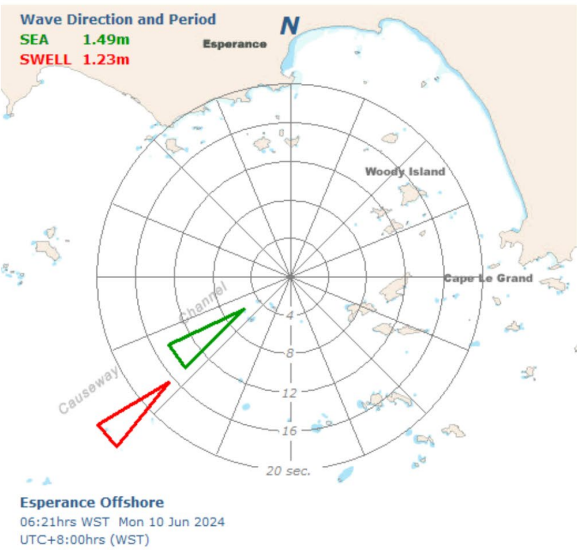 Wave Direction and Period
N
SEA 1.49m
Esperance
SWELL 1.23m
Woody Island
Cape Le Grand
Channel
4
8
Causeway
12
16
20 sec.
Esperance Offshore
06:21hrs WST Mon 10 Jun 2024
UTC+8:00hrs (WST)